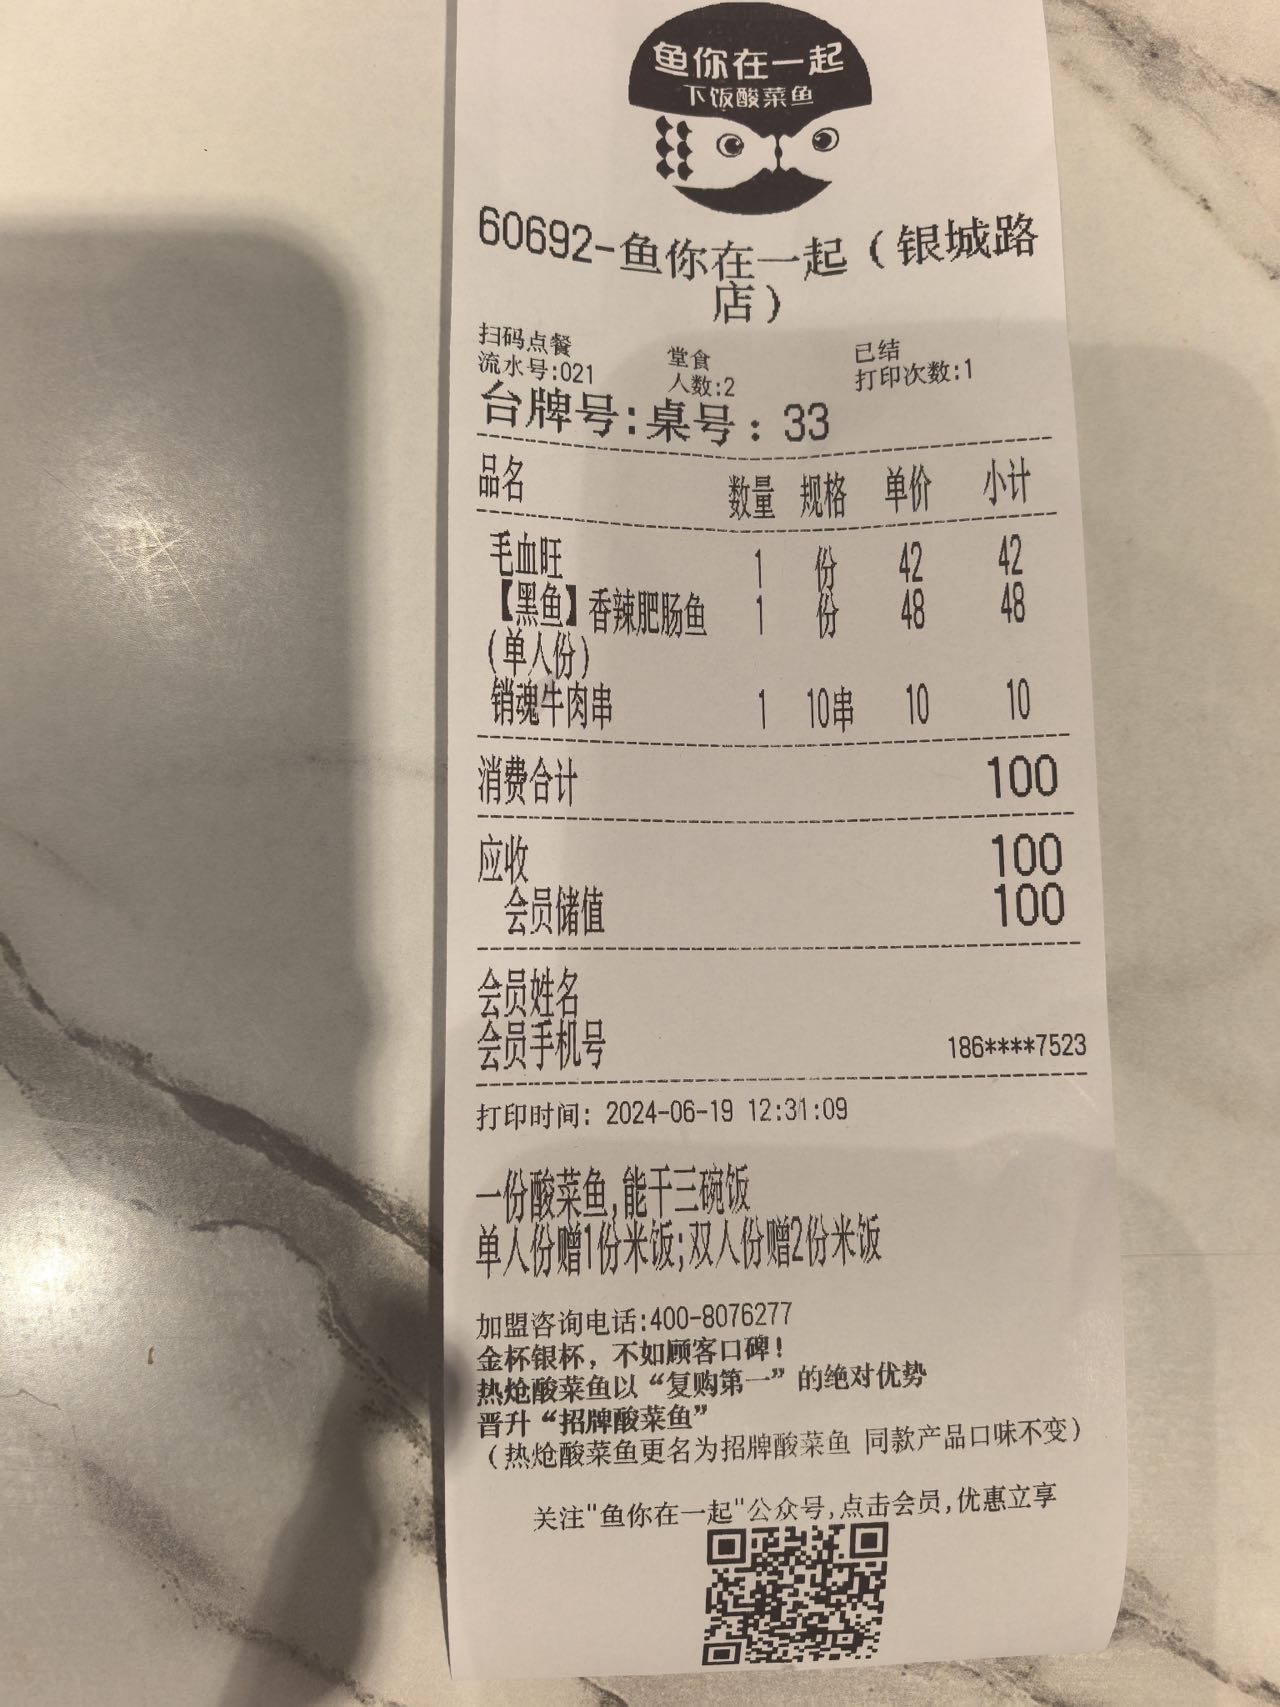 鱼你在一起
下饭酸菜鱼
60692-鱼你在一起（银城路
店）
扫码点餐 堂食 已结
流水号:021 人数:2 打印次数:1
台牌号:桌号：33
品名 数量 规格 单价 小计
毛血旺 1 份 42 42
【黑鱼】香辣肥肠鱼 1 份 48 48
(单人份)
销魂牛肉串 1 10串 10 10
消费合计 100
应收 100
会员储值 100
会员姓名
会员手机号 186****7523
打印时间: 2024-06-19 12:31:09
一份酸菜鱼,能干三碗饭
单人份赠1份米饭;双人份赠2份米饭
加盟咨询电话:400-8076277
金杯银杯，不如顾客口碑！
热炝酸菜鱼以“复购第一”的绝对优势
晋升“招牌酸菜鱼”
（热炝酸菜鱼更名为招牌酸菜鱼 同款产品口味不变）
关注"鱼你在一起"公众号,点击会员,优惠立享